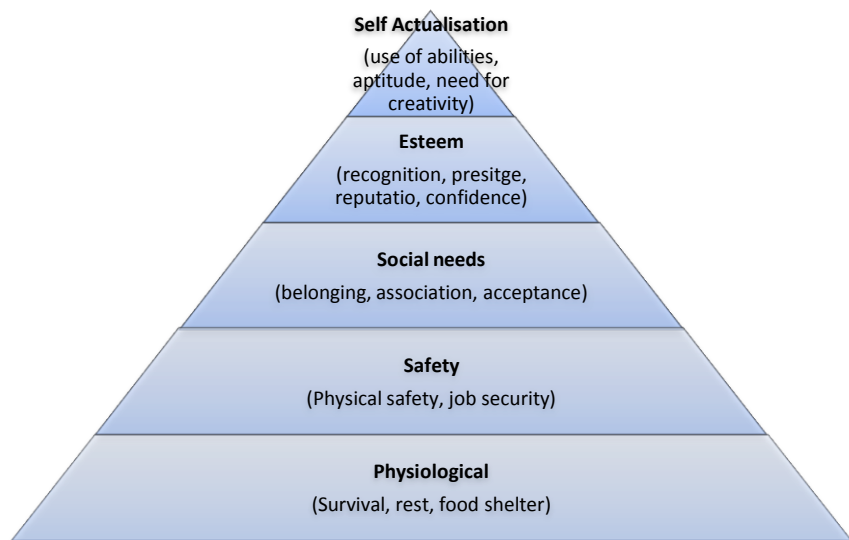 Self Actualisation
(use of abilities,
aptitude, need for
creativity)
Esteem
(recognition, presitge,
reputatio, confidence)
Social needs
(belonging, association, acceptance)
Safety
(Physical safety, job security)
Physiological
(Survival, rest, food shelter)